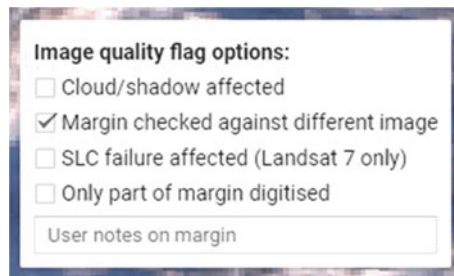 Image quality flag options:
Cloud/shadow affected
Margin checked against different image
SLC failure affected (Landsat 7 only)
Only part of margin digitised
User notes on margin